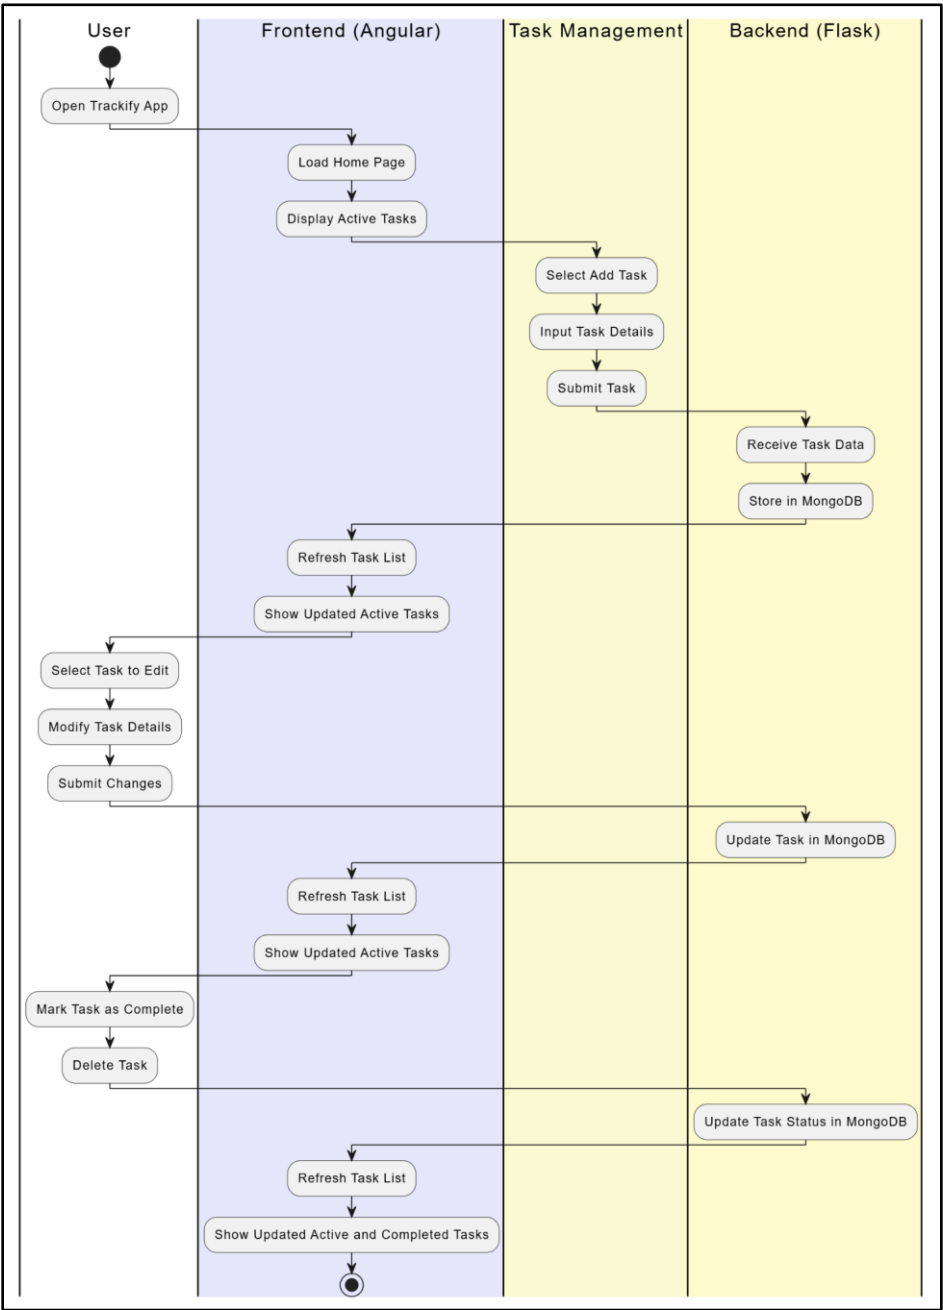 User
Frontend (Angular)
Task Management
Backend (Flask)
Open Trackify App
Load Home Page
Display Active Tasks
Select Add Task
Input Task Details
Submit Task
Receive Task Data
Store in MongoDB
Refresh Task List
Show Updated Active Tasks
Select Task to Edit
Modify Task Details
Submit Changes
Update Task in MongoDB
Refresh Task List
Show Updated Active Tasks
Mark Task as Complete
Delete Task
Update Task Status in MongoDB
Refresh Task List
Show Updated Active and Completed Tasks